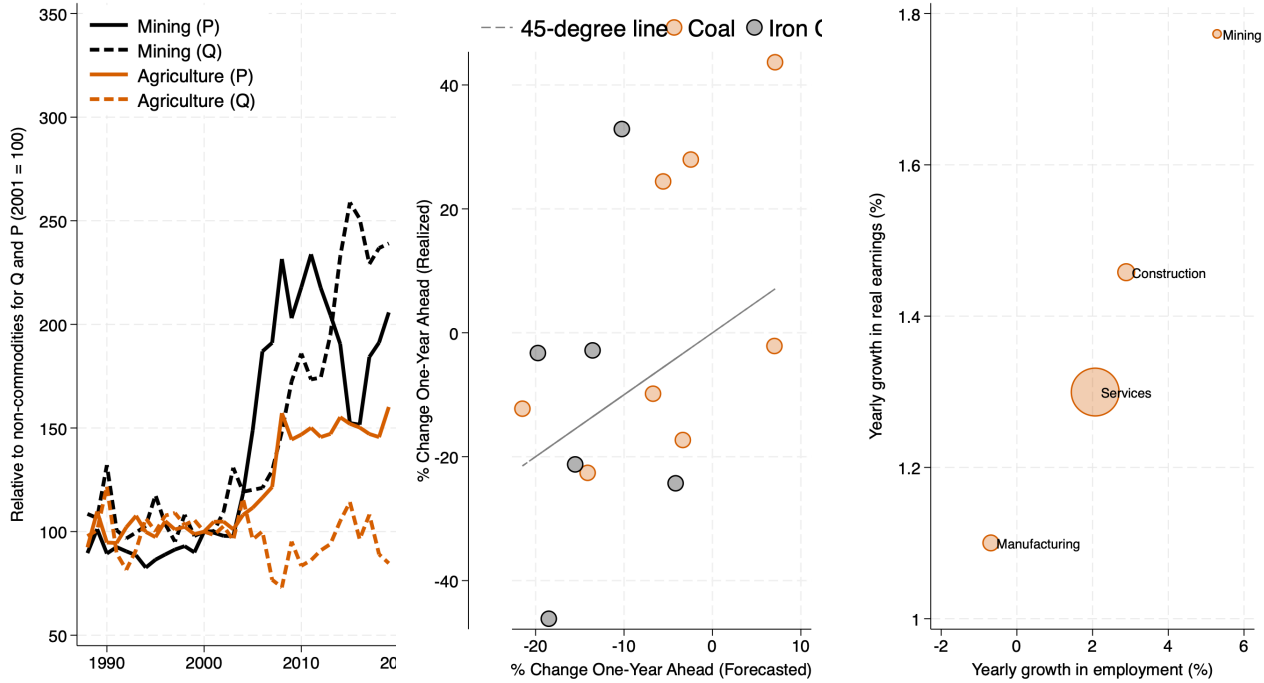 Relative to non-commodities for Q and P (2001 = 100)
350
300
250
200
150
100
50
1990
2000
2010
20
Mining (P)
Mining (Q)
Agriculture (P)
Agriculture (Q)
45-degree line
Coal
Iron
% Change One-Year Ahead (Realized)
40
20
0
-20
-40
-20
-10
0
10
% Change One-Year Ahead (Forecasted)
Yearly growth in real earnings (%)
1.8
1.6
1.4
1.2
1
Mining
Construction
Services
Manufacturing
-2
0
2
4
6
Yearly growth in employment (%)